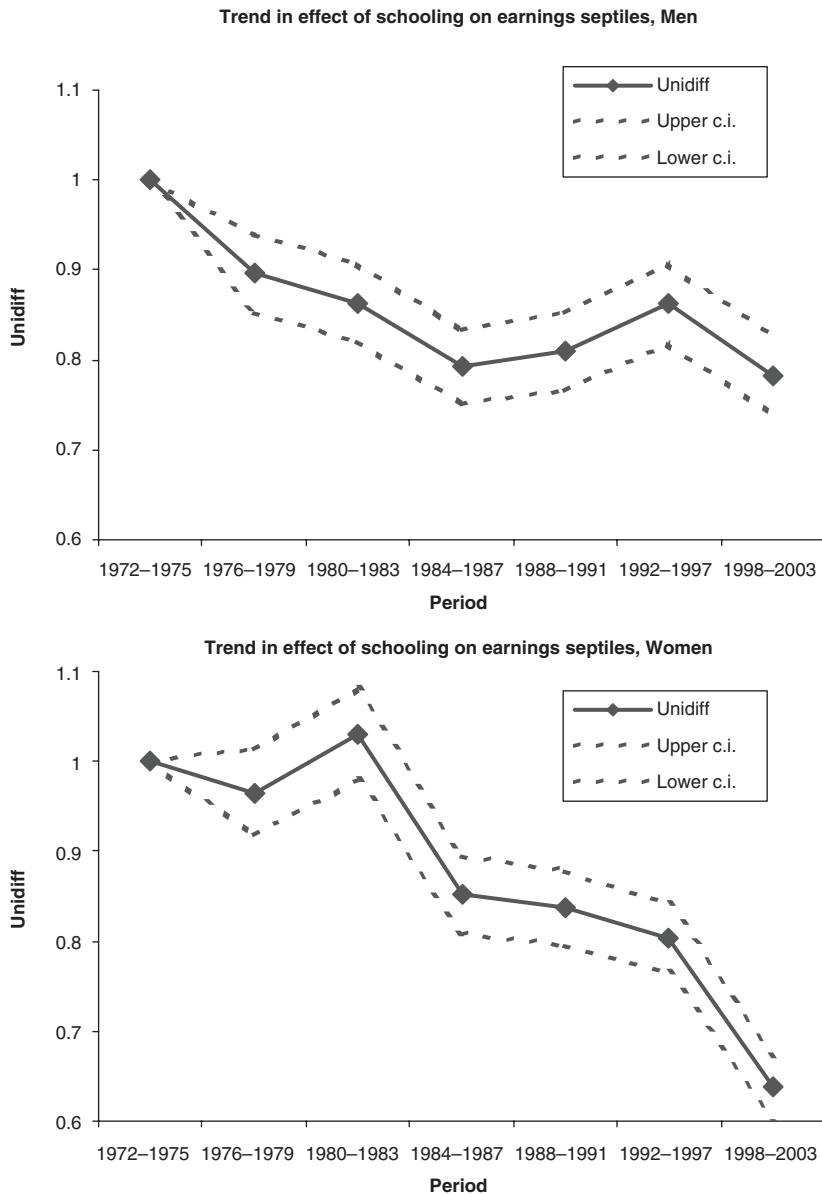 Trend in effect of schooling on earnings septiles, Men
Unidiff
Upper c.i.
Lower c.i.
1.1
1
0.9
0.8
0.7
0.6
Unidiff
1972–1975 1976–1979 1980–1983 1984–1987 1988–1991 1992–1997 1998–2003
Period
Trend in effect of schooling on earnings septiles, Women
Unidiff
Upper c.i.
Lower c.i.
1.1
1
0.9
0.8
0.7
0.6
Unidiff
1972–1975 1976–1979 1980–1983 1984–1987 1988–1991 1992–1997 1998–2003
Period